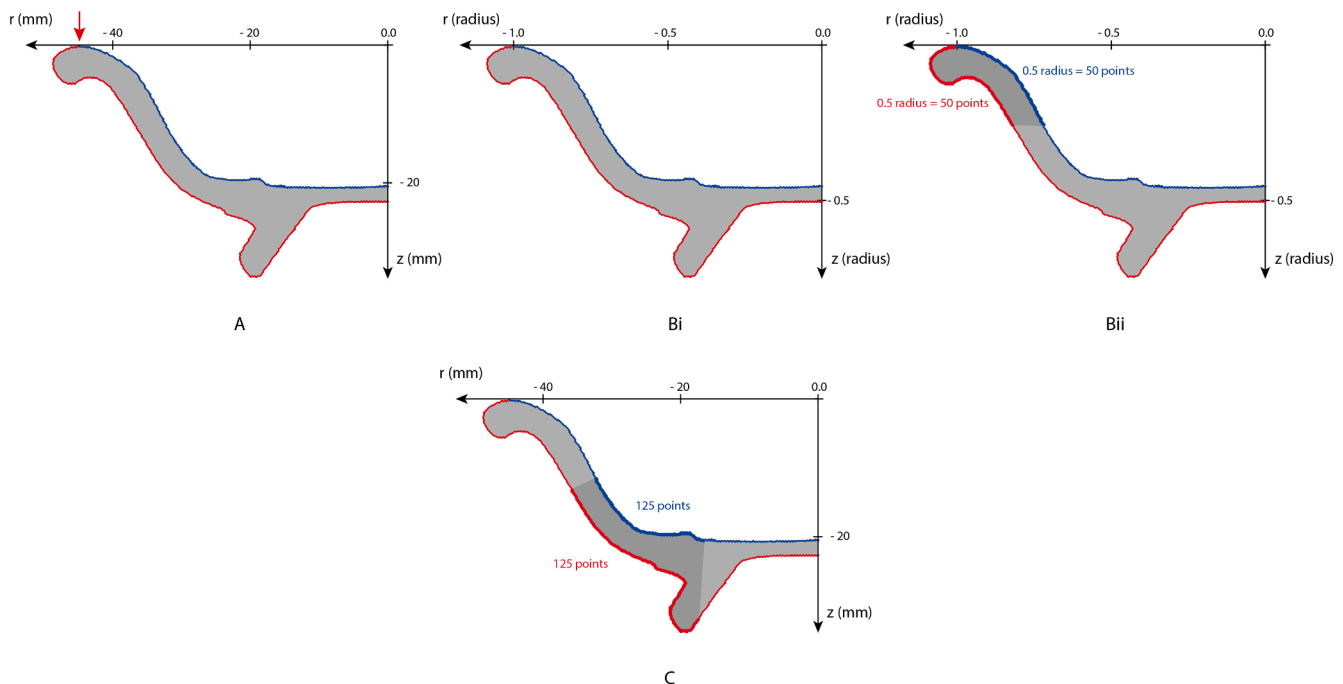 r (mm)
- 40
- 20
0.0
- 20
z (mm)
A
r (radius)
- 1.0
- 0.5
0.0
- 0.5
z (radius)
Bi
r (radius)
- 1.0
- 0.5
0.0
0.5 radius = 50 points
0.5 radius = 50 points
- 0.5
z (radius)
Bii
r (mm)
- 40
- 20
0.0
125 points
- 20
125 points
z (mm)
C